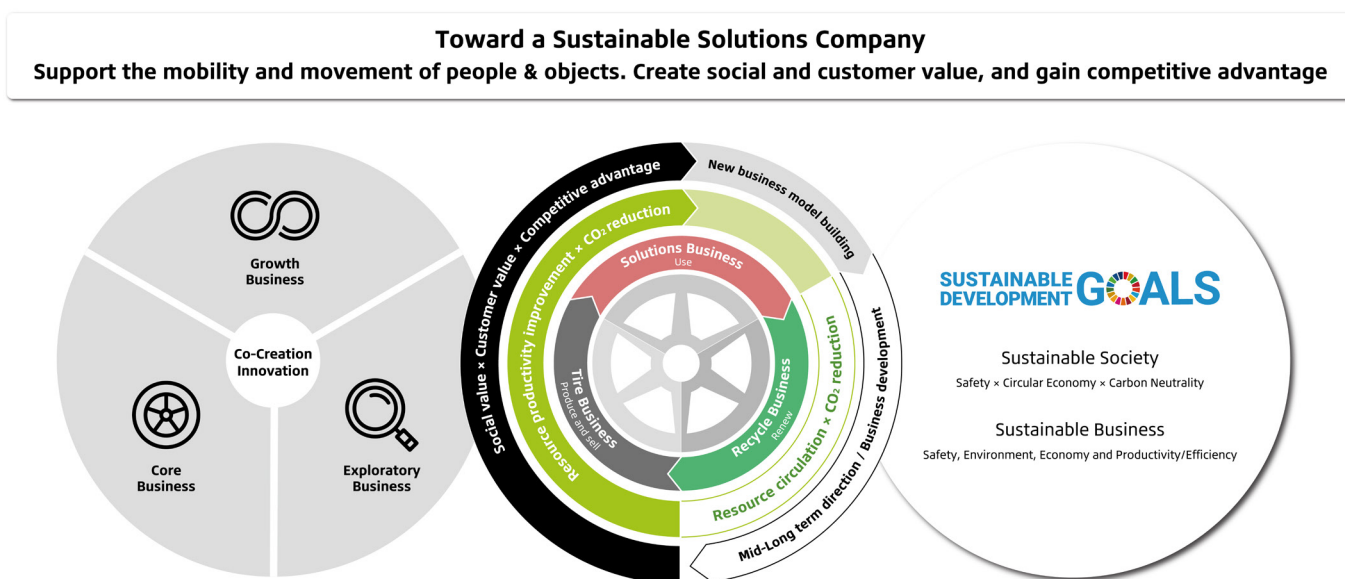 Toward a Sustainable Solutions Company
Support the mobility and movement of people & objects. Create social and customer value, and gain competitive advantage
Growth
Business
Co-Creation
Innovation
Core
Business
Exploratory
Business
Social value × Customer value × Competitive advantage
New business model building
Mid-Long term direction / Business development
Resource productivity improvement × CO₂ reduction
Resource circulation × CO₂ reduction
Solutions Business
Use
Tire Business
Produce and sell
Recycle Business
Renew
SUSTAINABLE
DEVELOPMENT
GOALS
Sustainable Society
Safety × Circular Economy × Carbon Neutrality
Sustainable Business
Safety, Environment, Economy and Productivity/Efficiency